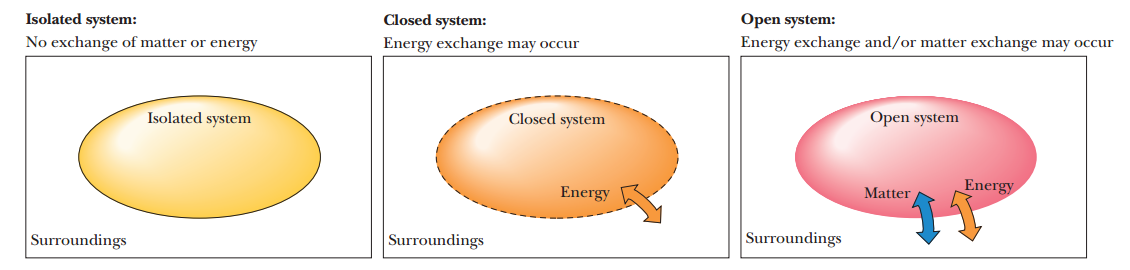 Isolated system:
No exchange of matter or energy
Isolated system
Surroundings
Closed system:
Energy exchange may occur
Closed system
Energy
Surroundings
Open system:
Energy exchange and/or matter exchange may occur
Open system
Matter
Energy
Surroundings